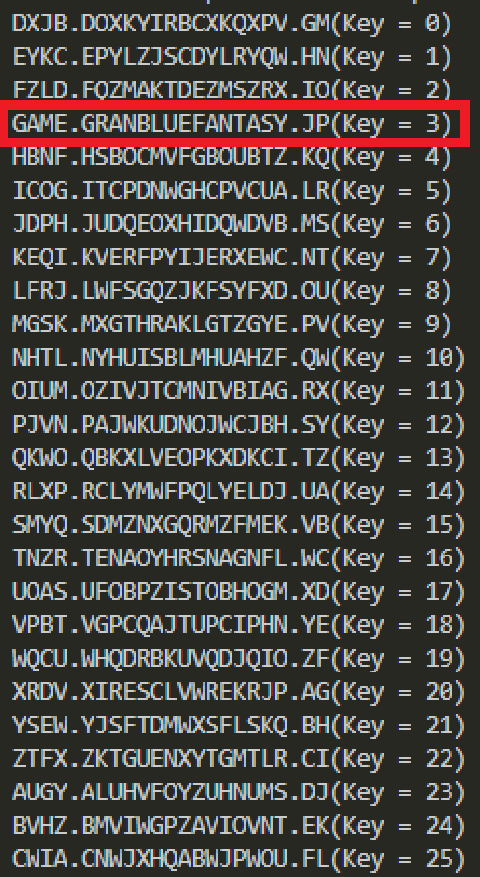 DXJB.DOXKYIRBCXKQXPV.GM(Key = 0)
EYKC.EPYLZJSCDYLRYQW.HN(Key = 1)
FZLD.FQZMAKTDEZMSZRX.IO(Key = 2)
GAME.GRANBLUEFANTASY.JP(Key = 3)
HBNF.HSBOCMVFGBOUBTZ.KQ(Key = 4)
ICOG.ITCPDNWGHCPVCUA.LR(Key = 5)
JDPH.JUDQEOXHIDQWDVB.MS(Key = 6)
KEQI.KVERFPYIJERXEWC.NT(Key = 7)
LFRJ.LWFSGQZJKFSYFXD.OU(Key = 8)
MGSK.MXGTHRAKLGTZGYE.PV(Key = 9)
NHTL.NYHUISBLMHUAHZF.QW(Key = 10)
OIUM.OZIVJTCMNIVBIAG.RX(Key = 11)
PJVN.PAJWKUDNOJWCJBH.SY(Key = 12)
QKWO.QBKXLVEOPKXDKCI.TZ(Key = 13)
RLXP.RCLYMWFPQLYELDJ.UA(Key = 14)
SMYQ.SDMZNXGQRMZFMEK.VB(Key = 15)
TNZR.TENAOYHRSNAGNFL.WC(Key = 16)
UOAS.UFOBPZISTOBHOGM.XD(Key = 17)
VPBT.VGPCQAJTUPCIPHN.YE(Key = 18)
WQCU.WHQDRBKUVQDJQIO.ZF(Key = 19)
XRDV.XIRESCLVWREKRJP.AG(Key = 20)
YSEW.YJSFTDMWXSFLSKQ.BH(Key = 21)
ZTFX.ZKTGUENXYTGMTLR.CI(Key = 22)
AUGY.ALUHVFOYZUHNUMS.DJ(Key = 23)
BVHZ.BMVIWGPZAVIOVNT.EK(Key = 24)
CWIA.CNWJXHQABWJPWOU.FL(Key = 25)